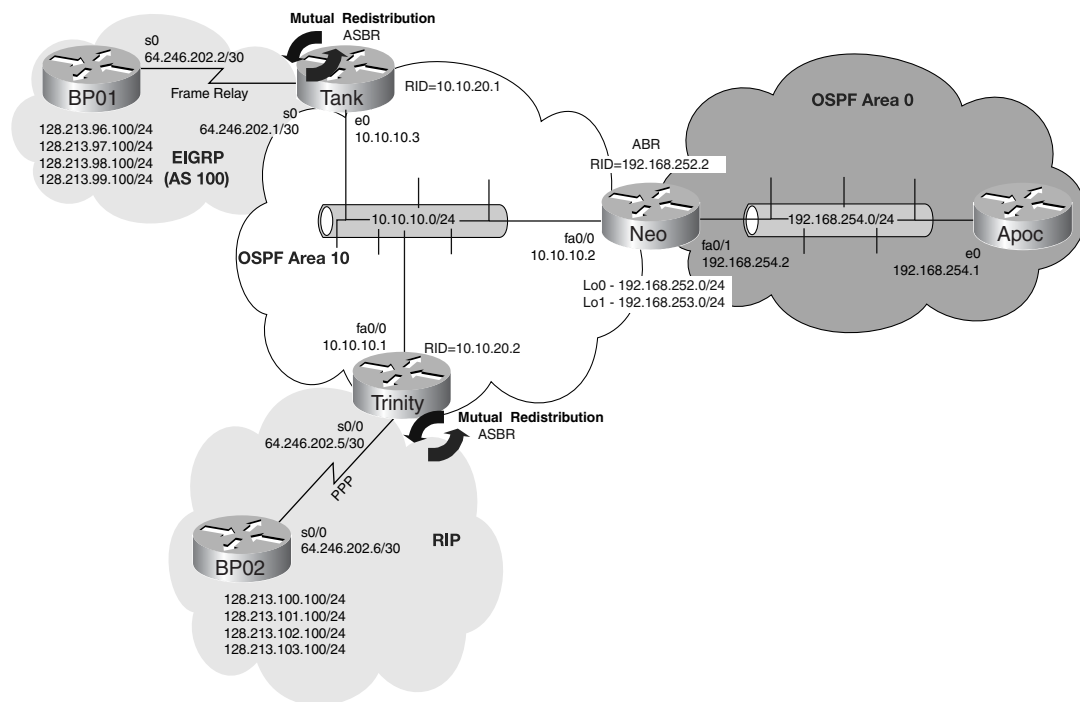 Mutual Redistribution
ASBR
s0
64.246.202.2/30
BP01
Frame Relay
Tank
RID=10.10.20.1
s0
64.246.202.1/30
e0
10.10.10.3
128.213.96.100/24
128.213.97.100/24
128.213.98.100/24
128.213.99.100/24
EIGRP
(AS 100)
OSPF Area 0
ABR
RID=192.168.252.2
10.10.10.0/24
Neo
192.168.254.0/24
Apoc
OSPF Area 10
fa0/0
10.10.10.2
fa0/1
192.168.254.2
e0
192.168.254.1
Lo0 - 192.168.252.0/24
Lo1 - 192.168.253.0/24
fa0/0
10.10.10.1
RID=10.10.20.2
Trinity
Mutual Redistribution
ASBR
s0/0
64.246.202.5/30
PPP
s0/0
64.246.202.6/30
BP02
RIP
128.213.100.100/24
128.213.101.100/24
128.213.102.100/24
128.213.103.100/24